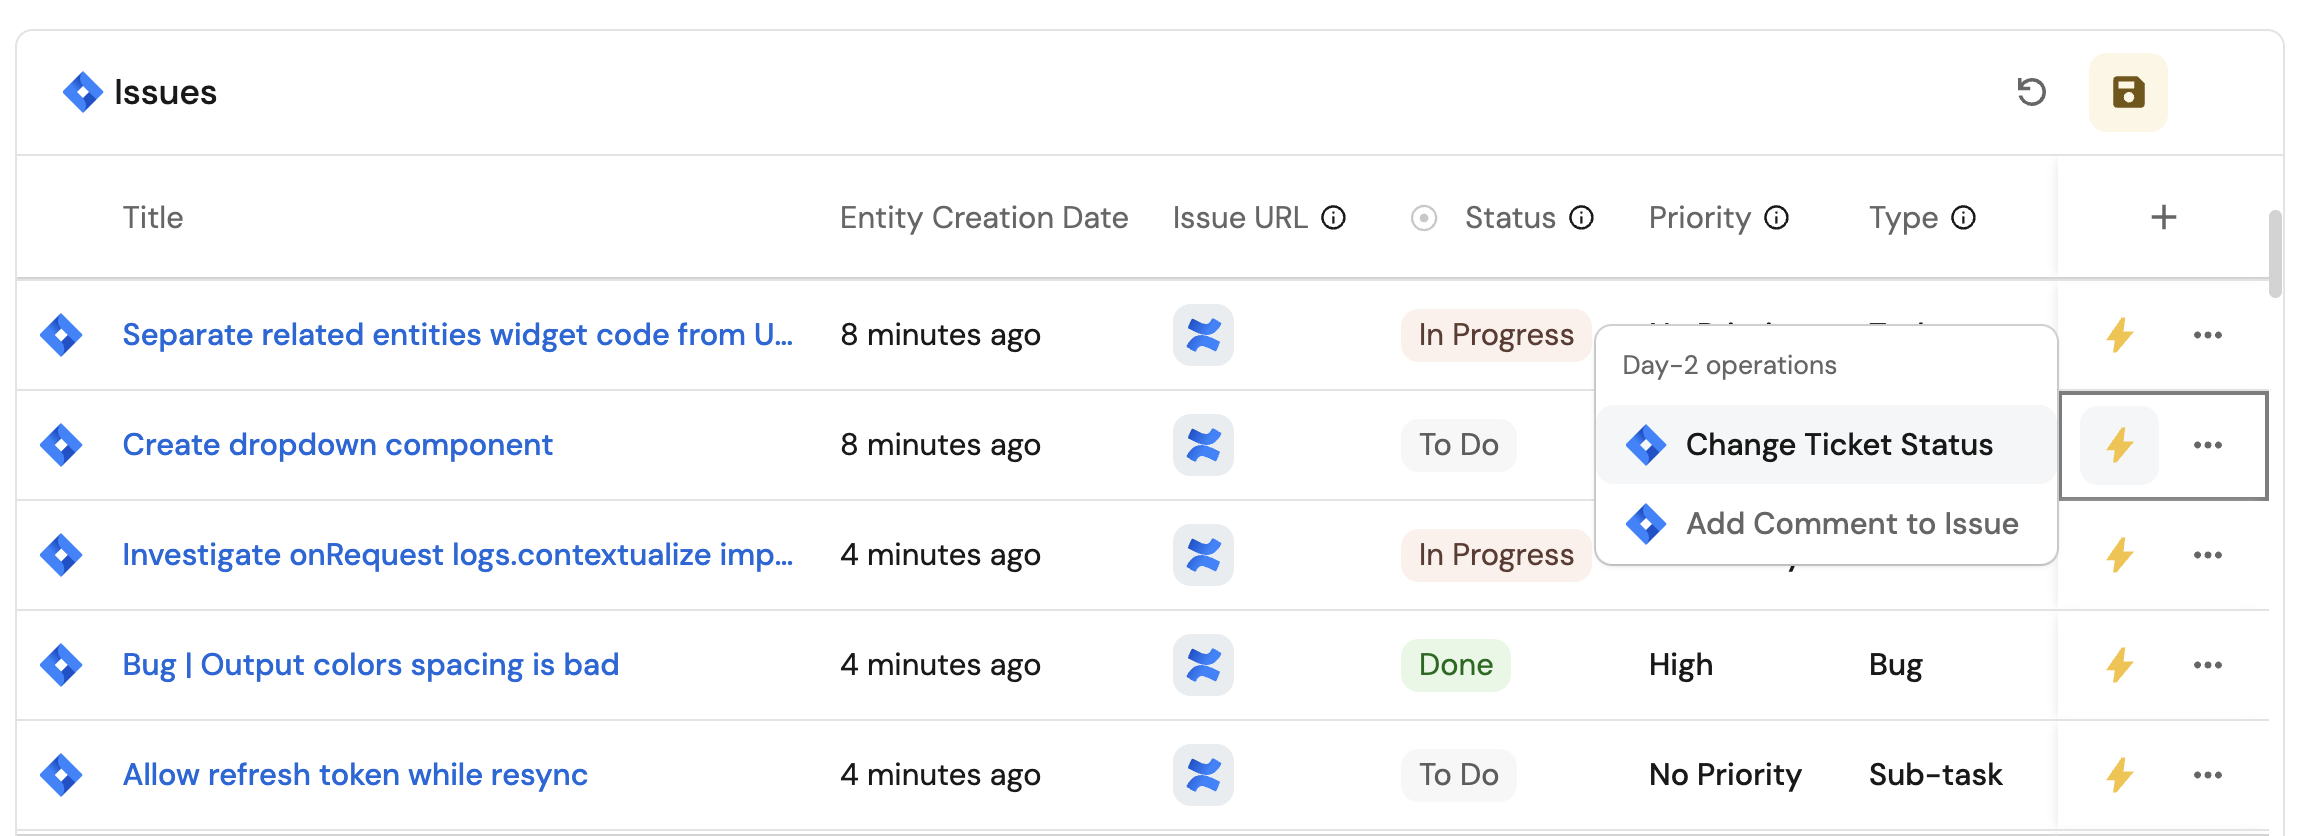 Issues
Title Entity Creation Date Issue URL Status Priority Type
Separate related entities widget code from U... 8 minutes ago In Progress
Day-2 operations
Create dropdown component 8 minutes ago To Do Change Ticket Status
Add Comment to Issue
Investigate onRequest logs.contextualize imp... 4 minutes ago In Progress
Bug | Output colors spacing is bad 4 minutes ago Done High Bug
Allow refresh token while resync 4 minutes ago To Do No Priority Sub-task